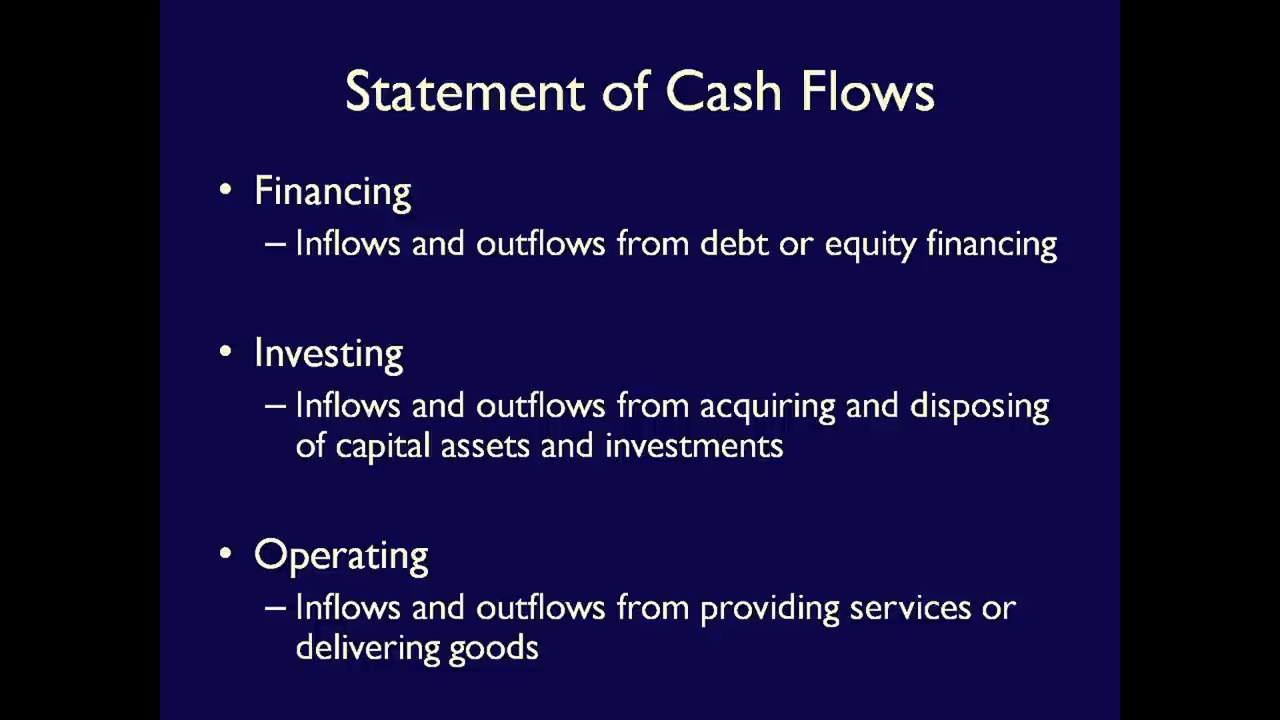 Statement of Cash Flows
• Financing
– Inflows and outflows from debt or equity financing
• Investing
– Inflows and outflows from acquiring and disposing
of capital assets and investments
• Operating
– Inflows and outflows from providing services or
delivering goods